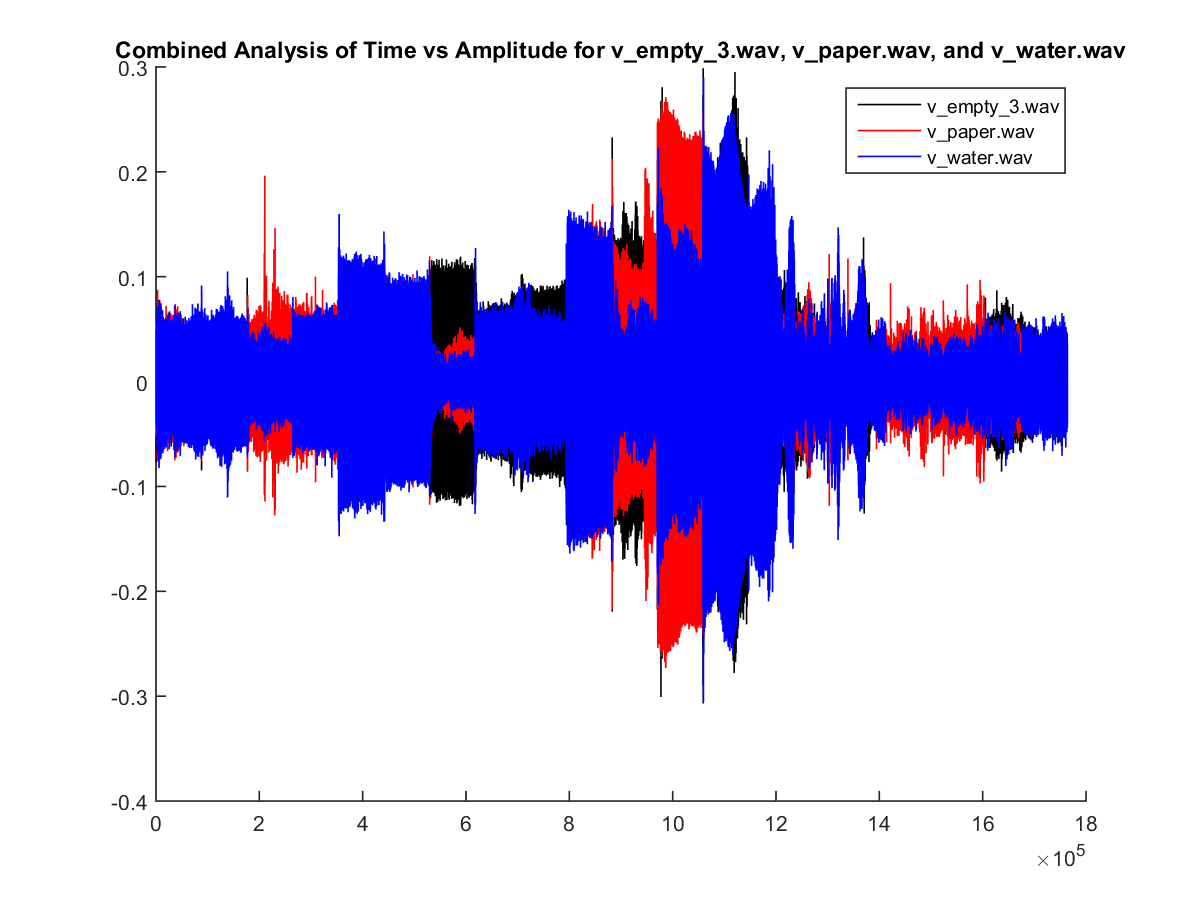 Combined Analysis of Time vs Amplitude for v_empty_3.wav, v_paper.wav, and v_water.wav
0.3
v_empty_3.wav
v_paper.wav
v_water.wav
0.2
0.1
0
-0.1
-0.2
-0.3
-0.4
0 2 4 6 8 10 12 14 16 18
×10^5